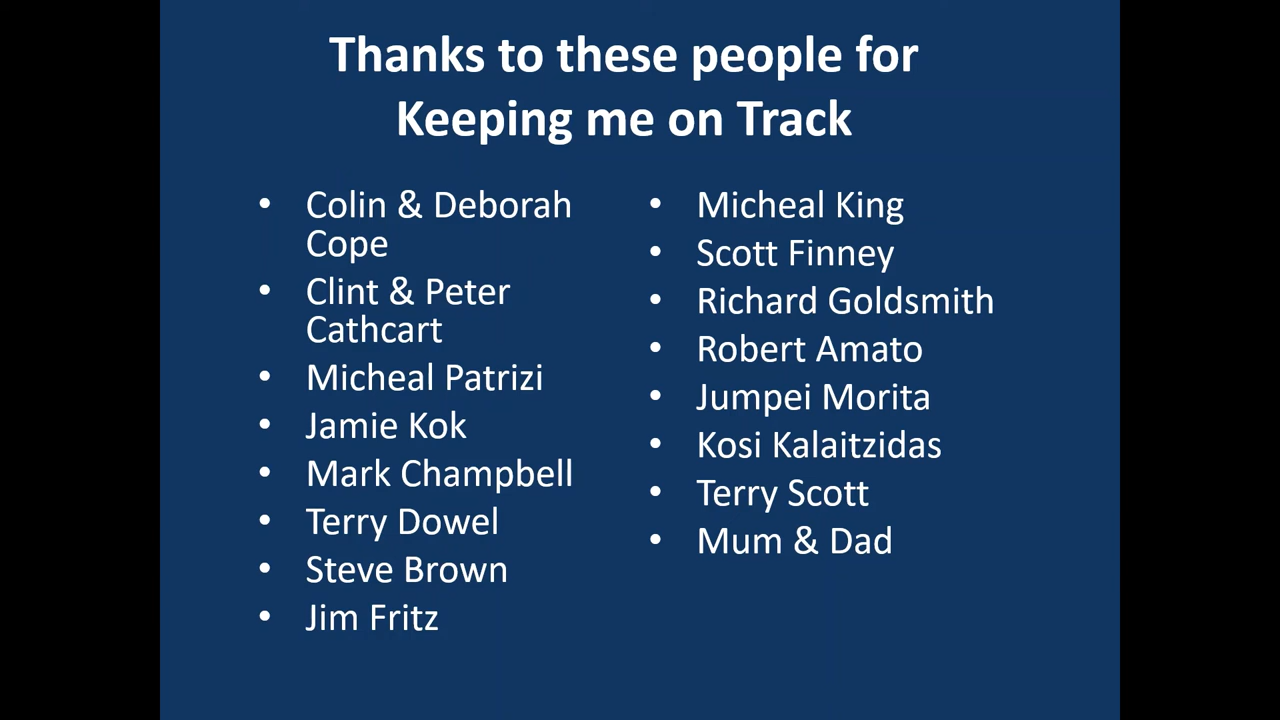 Thanks to these people for
Keeping me on Track
• Colin & Deborah
Cope
• Clint & Peter
Cathcart
• Micheal Patrizi
• Jamie Kok
• Mark Champbell
• Terry Dowel
• Steve Brown
• Jim Fritz
• Micheal King
• Scott Finney
• Richard Goldsmith
• Robert Amato
• Jumpei Morita
• Kosi Kalaitzidas
• Terry Scott
• Mum & Dad